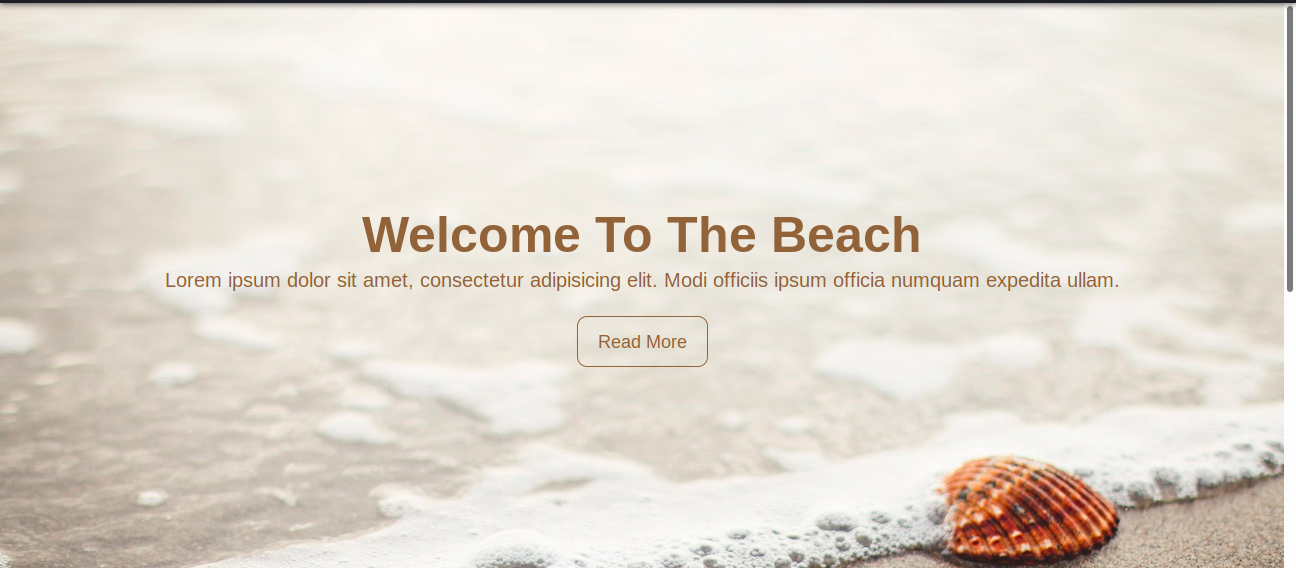 Welcome To The Beach
Lorem ipsum dolor sit amet, consectetur adipisicing elit. Modi officiis ipsum officia numquam expedita ullam.
Read More